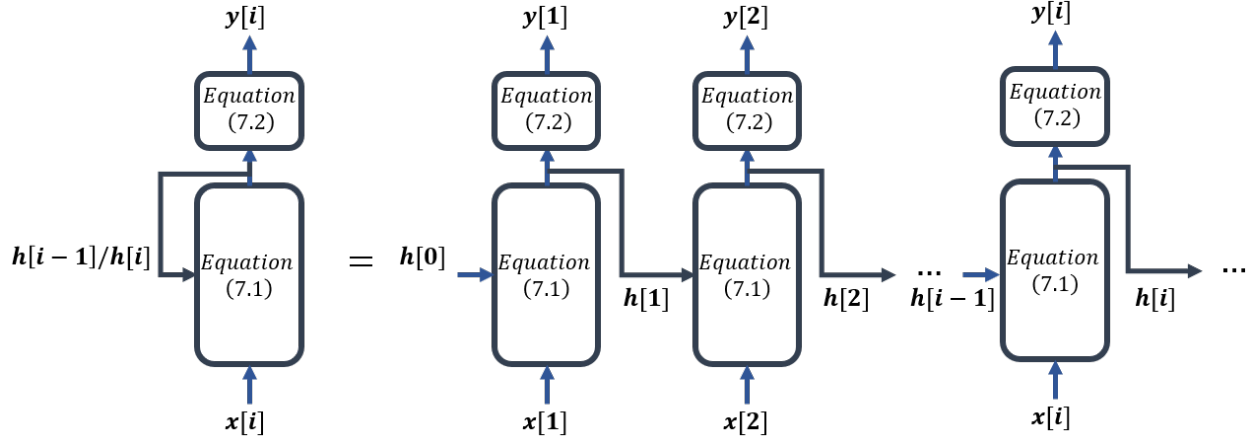 y[i] y[1] y[2] y[i]
Equation Equation Equation Equation
(7.2) (7.2) (7.2) (7.2)
h[i − 1]/h[i] = h[0] ... ...
Equation Equation Equation Equation
(7.1) (7.1) (7.1) (7.1)
h[1] h[2] h[i − 1] h[i]
x[i] x[1] x[2] x[i]